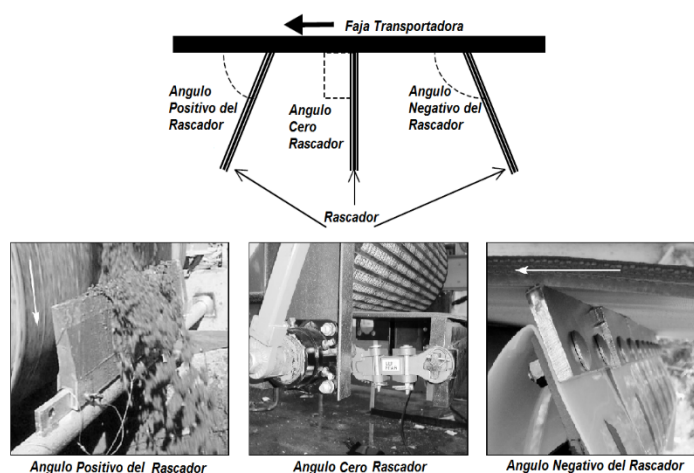 Faja Transportadora
Angulo
Positivo del
Rascador
Angulo
Cero
Rascador
Angulo
Negativo del
Rascador
Rascador
Angulo Positivo del Rascador
Angulo Cero Rascador
Angulo Negativo del Rascador